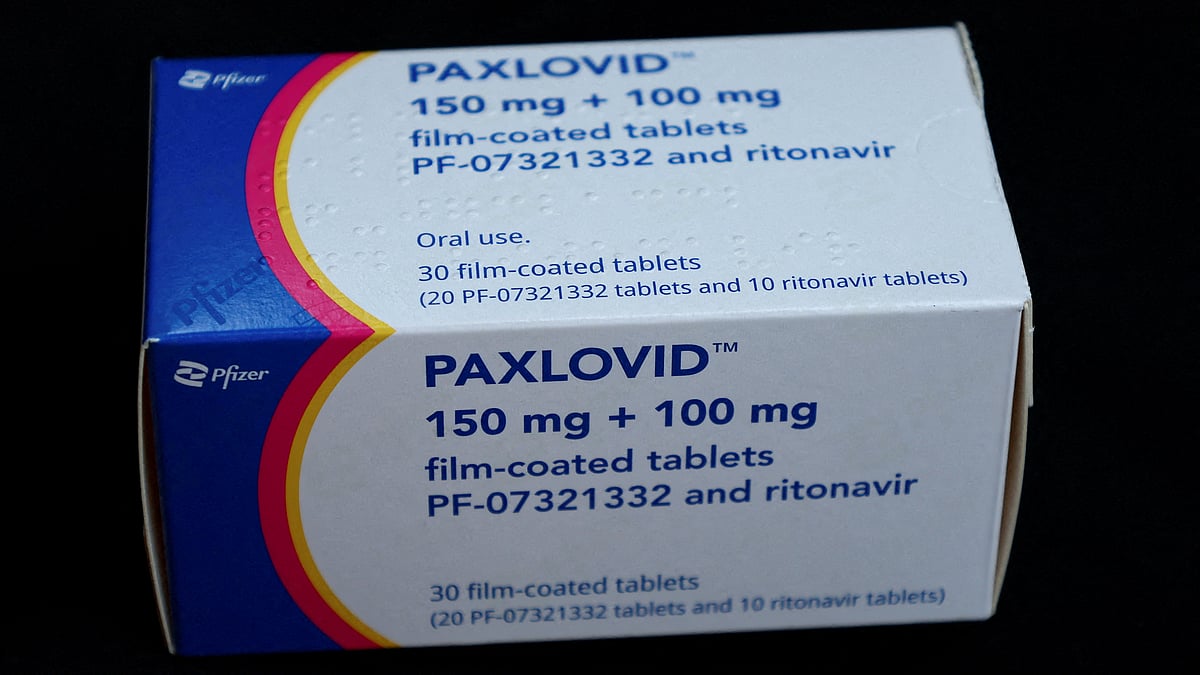 Pfizer
PAXLOVID™
150 mg + 100 mg
film-coated tablets
PF-07321332 and ritonavir
Oral use.
30 film-coated tablets
(20 PF-07321332 tablets and 10 ritonavir tablets)
Pfizer
Pfizer
PAXLOVID™
150 mg + 100 mg
film-coated tablets
PF-07321332 and ritonavir
30 film-coated tablets
(20 PF-07321332 tablets and 10 ritonavir tablets)